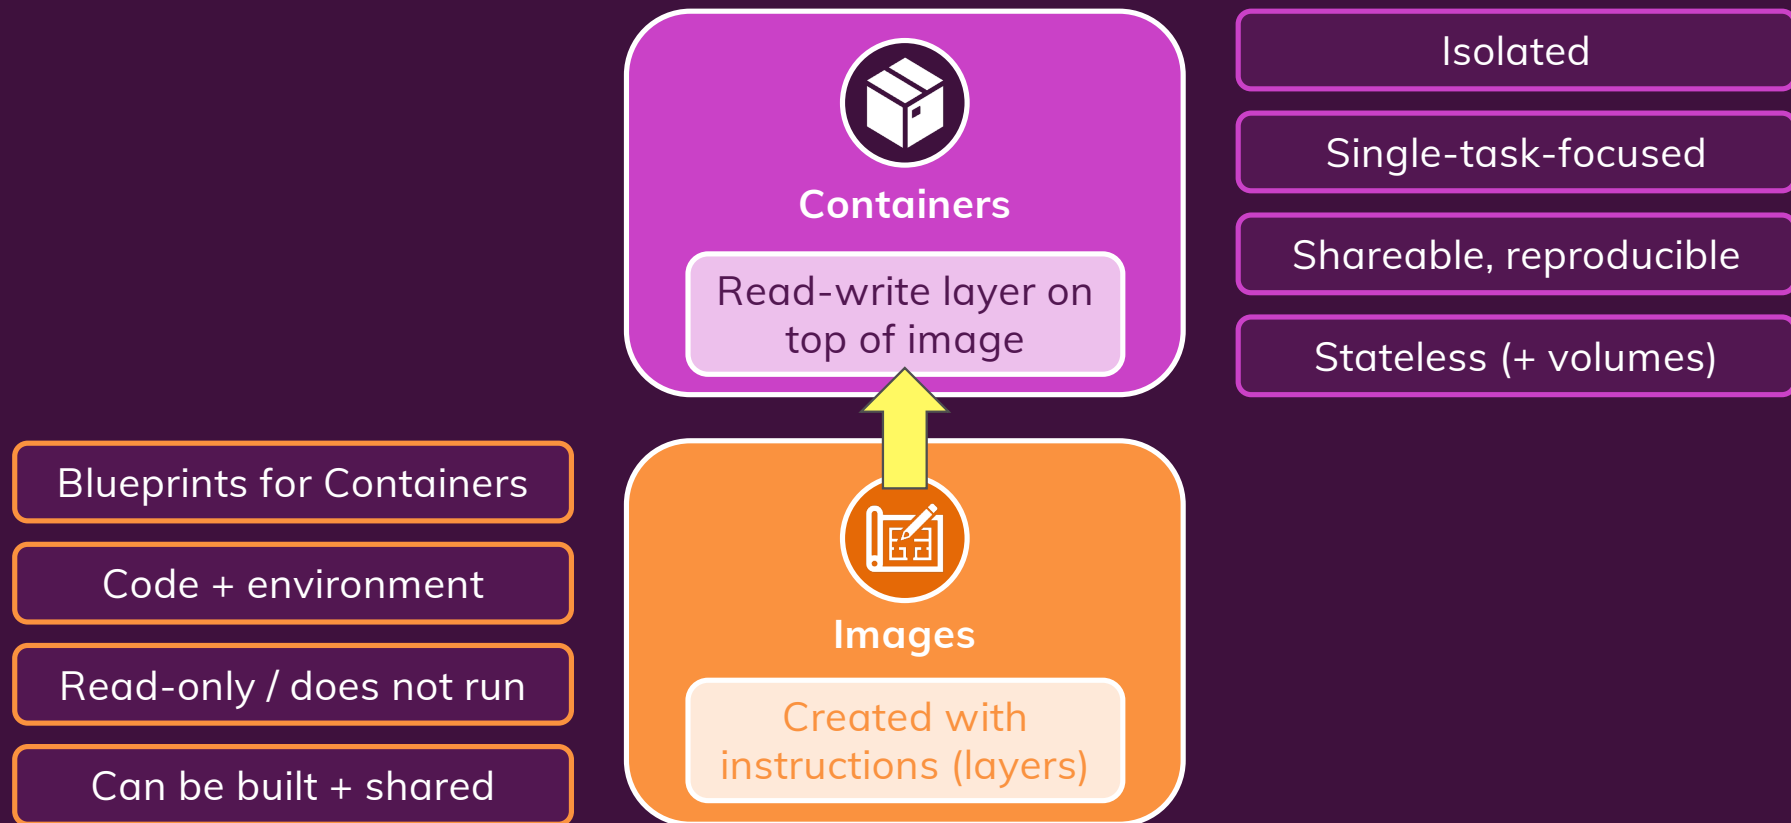 Containers
Read-write layer on
top of image
Isolated
Single-task-focused
Shareable, reproducible
Stateless (+ volumes)
Blueprints for Containers
Code + environment
Read-only / does not run
Can be built + shared
Images
Created with
instructions (layers)